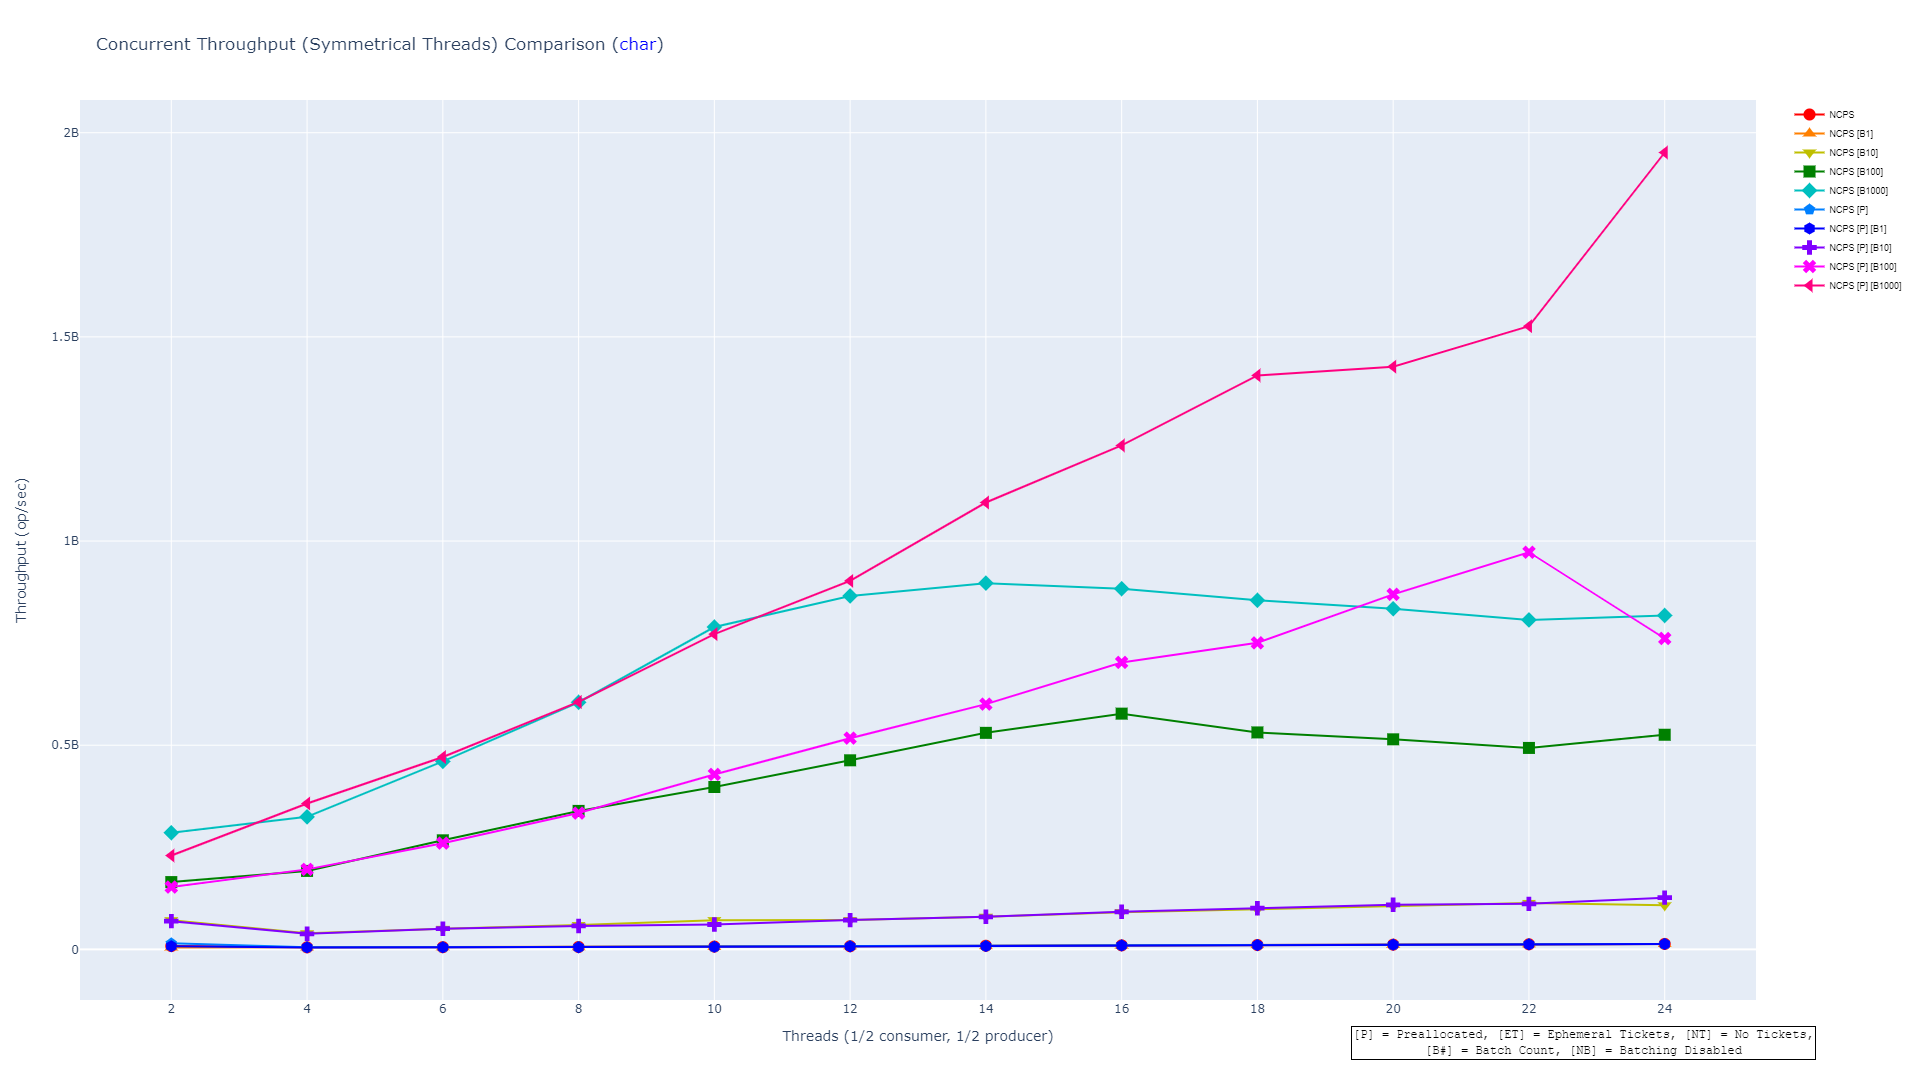 Concurrent Throughput (Symmetrical Threads) Comparison (char)
2B
1.5B
1B
0.5B
0
Throughput (op/sec)
2 4 6 8 10 12 14 16 18 20 22 24
Threads (1/2 consumer, 1/2 producer)
NCPS
NCPS [B1]
NCPS [B10]
NCPS [B100]
NCPS [B1000]
NCPS [P]
NCPS [P] [B1]
NCPS [P] [B10]
NCPS [P] [B100]
NCPS [P] [B1000]
[P] = Preallocated, [ET] = Ephemeral Tickets, [NT] = No Tickets,
[B#] = Batch Count, [NB] = Batching Disabled